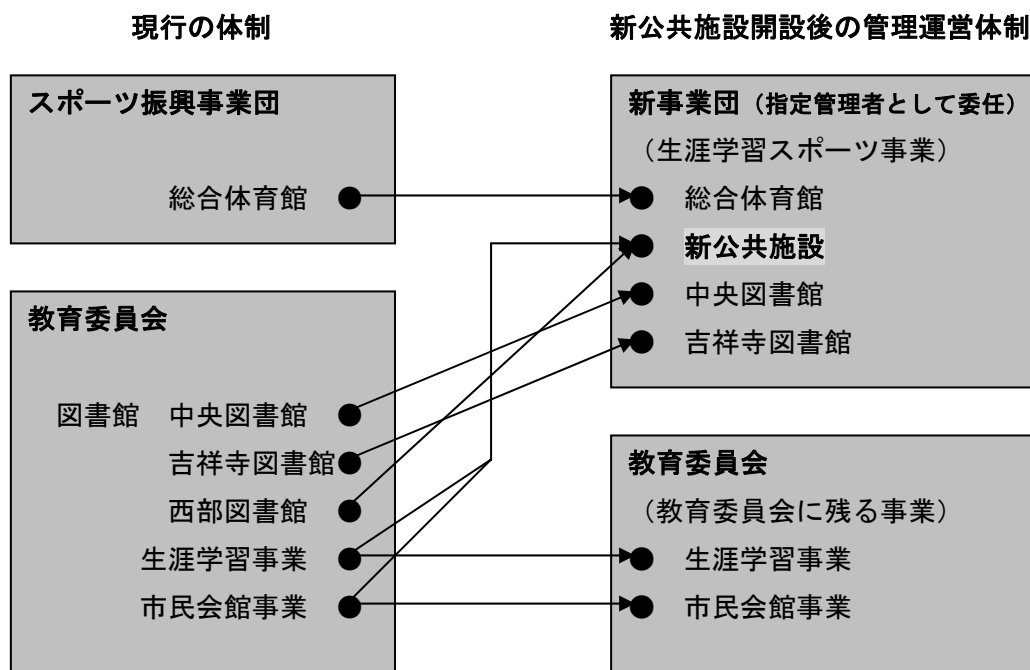 現行の体制
スポーツ振興事業団
総合体育館
教育委員会
図書館 中央図書館
吉祥寺図書館
西部図書館
生涯学習事業
市民会館事業
新公共施設開設後の管理運営体制
新事業団（指定管理者として委任）
（生涯学習スポーツ事業）
総合体育館
新公共施設
中央図書館
吉祥寺図書館
教育委員会
（教育委員会に残る事業）
生涯学習事業
市民会館事業